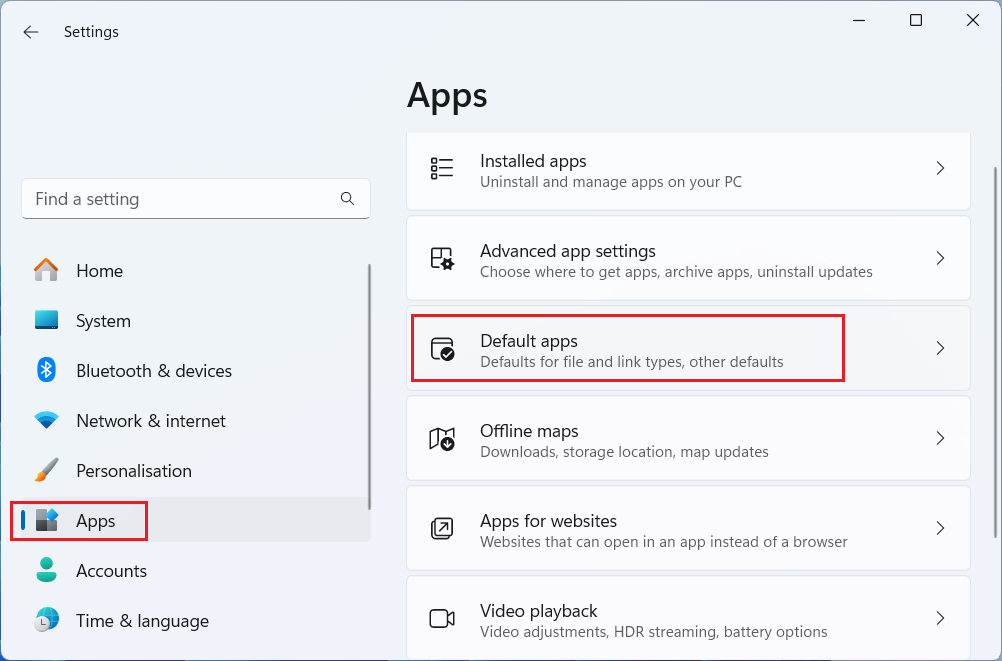 Settings
Find a setting
Home
System
Bluetooth & devices
Network & internet
Personalisation
Apps
Accounts
Time & language
Apps
Installed apps
Uninstall and manage apps on your PC
Advanced app settings
Choose where to get apps, archive apps, uninstall updates
Default apps
Defaults for file and link types, other defaults
Offline maps
Downloads, storage location, map updates
Apps for websites
Websites that can open in an app instead of a browser
Video playback
Video adjustments, HDR streaming, battery options